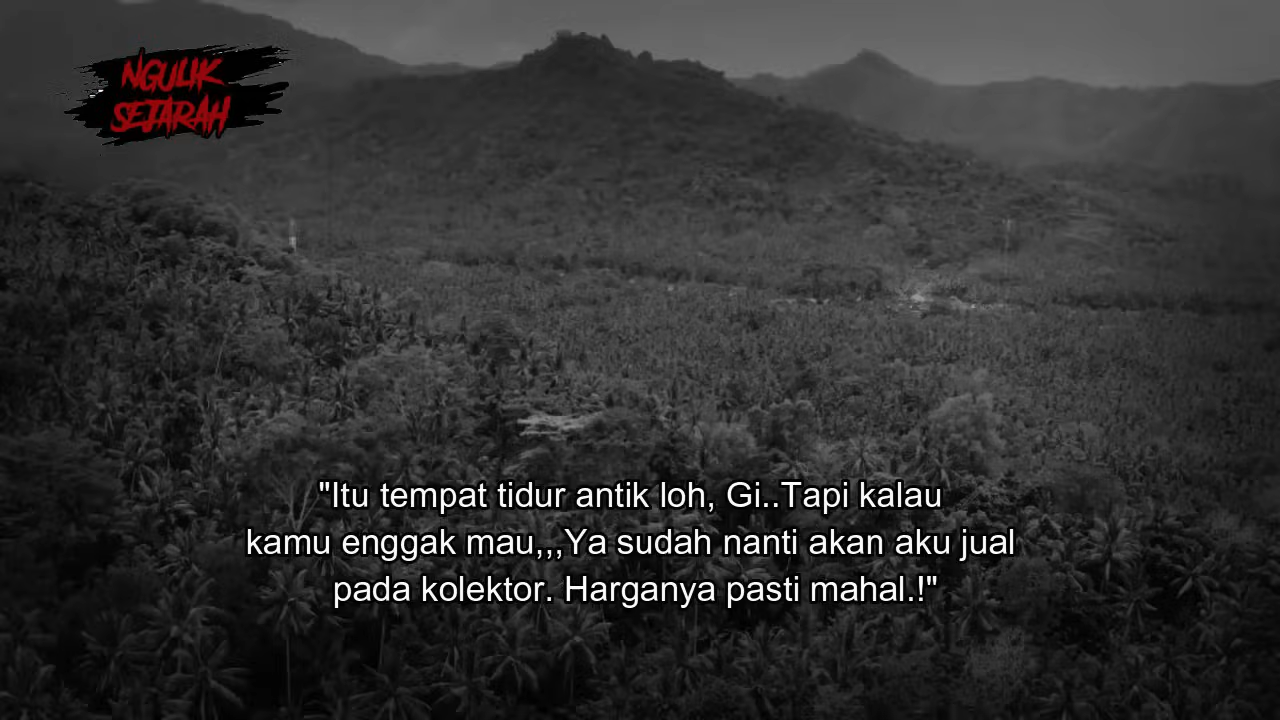 NGULIK
SEJARAH
"Itu tempat tidur antik loh, Gi..Tapi kalau
kamu enggak mau,,,Ya sudah nanti akan aku jual
pada kolektor. Harganya pasti mahal.!"